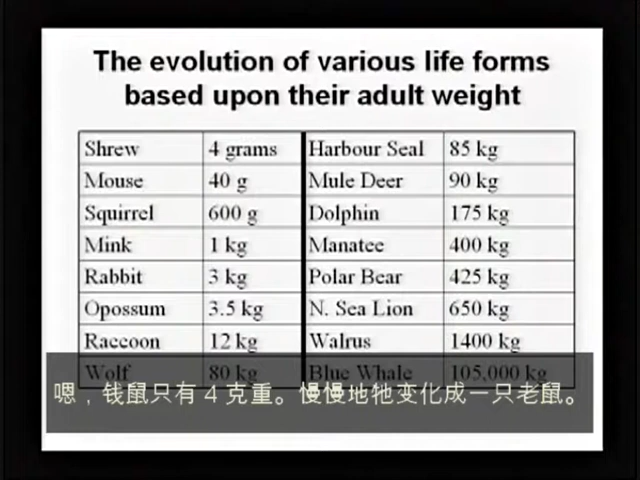 The evolution of various life forms
based upon their adult weight
Shrew 4 grams Harbour Seal 85 kg
Mouse 40 g Mule Deer 90 kg
Squirrel 600 g Dolphin 175 kg
Mink 1 kg Manatee 400 kg
Rabbit 3 kg Polar Bear 425 kg
Opossum 3.5 kg N. Sea Lion 650 kg
Raccoon 12 kg Walrus 1400 kg
Wolf 80 kg Blue Whale 105,000 kg
嗯，钱鼠只有 4 克重。慢慢地牠变化成一只老鼠。